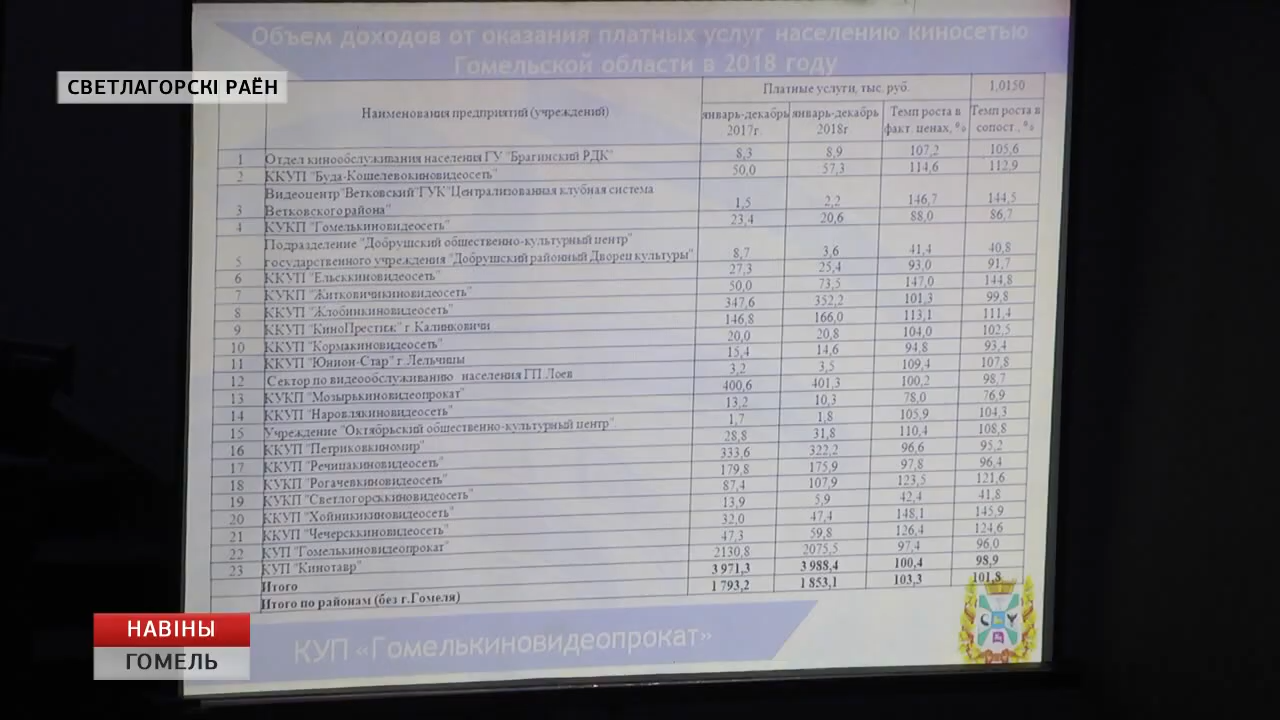 СВЕТЛАГОРСКІ РАЁН
Объем доходов от оказания платных услуг населению киносетью
Гомельской области в 2018 году
Наименования предприятий (учреждений)
Платные услуги, тыс. руб.
1,0150
январь-декабрь 2017г.
январь-декабрь 2018г
Темп роста в факт. ценах, %
Темп роста в сопост., %
1 Отдел кинообслуживания населения ГУ "Брагинский РДК" 8,3 8,9 107,2 105,6
2 ККУП "Буда-Кошелевокиновидеосеть" 50,0 57,3 114,6 112,9
Видеоцентр "Ветковский" ГУК "Централизованная клубная система
3 Ветковского района" 1,5 2,2 146,7 144,5
4 КУКП "Гомелькиновидеосеть" 23,4 20,6 88,0 86,7
Подразделение "Добрушский общественно-культурный центр"
5 государственного учреждения "Добрушский районный Дворец культуры" 8,7 3,6 41,4 40,8
6 ККУП "Ельсккиновидеосеть" 27,3 25,4 93,0 91,7
7 КУКП "Житковичикиновидеосеть" 50,0 73,5 147,0 144,8
8 ККУП "Жлобинкиновидеосеть" 347,6 352,2 101,3 99,8
9 ККУП "КиноПрестиж" г.Калинковичи 146,8 166,0 113,1 111,4
10 ККУП "Кормакиновидеосеть" 20,0 20,8 104,0 102,5
11 ККУП "Юнион-Стар" г.Лельчицы 15,4 14,6 94,8 93,4
12 Сектор по видеообслуживанию населения ГП Лоев 3,2 3,5 109,4 107,8
13 КУКП "Мозырькиновидеопрокат" 400,6 401,3 100,2 98,7
14 ККУП "Наровлякиновидеосеть" 13,2 10,3 78,0 76,9
15 Учреждение "Октябрьский общественно-культурный центр" 1,7 1,8 105,9 104,3
16 ККУП "Петриковкиномир" 28,8 31,8 110,4 108,8
17 ККУП "Речицакиновидеосеть" 333,6 322,2 96,6 95,2
18 КУКП "Рогачевкиновидеосеть" 179,8 175,9 97,8 96,4
19 КУКП "Светлогорсккиновидеосеть" 87,4 107,9 123,5 121,6
20 ККУП "Хойникикиновидеосеть" 13,9 5,9 42,4 41,8
21 ККУП "Чечерсккиновидеосеть" 32,0 47,4 148,1 145,9
22 КУП "Гомелькиновидеопрокат" 47,3 59,8 126,4 124,6
23 КУП "Кинотавр" 2130,8 2075,5 97,4 96,0
Итого 3 971,3 3 988,4 100,4 98,9
Итого по районам (без г.Гомеля) 1 793,2 1 853,1 103,3 101,8
КУП «Гомелькиновидеопрокат»
НАВІНЫ
ГОМЕЛЬ